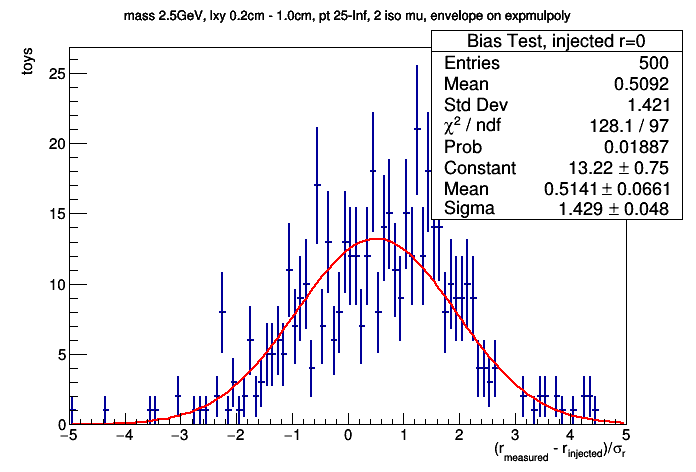 mass 2.5GeV, lxy 0.2cm - 1.0cm, pt 25-Inf, 2 iso mu, envelope on expmulpoly
Bias Test, injected r=0
Entries 500
Mean 0.5092
Std Dev 1.421
χ² / ndf 128.1 / 97
Prob 0.01887
Constant 13.22 ± 0.75
Mean 0.5141 ± 0.0661
Sigma 1.429 ± 0.048
toys
25
20
15
10
5
0
−5 −4 −3 −2 −1 0 1 2 3 4 5
(r_measured - r_injected)/σ_r